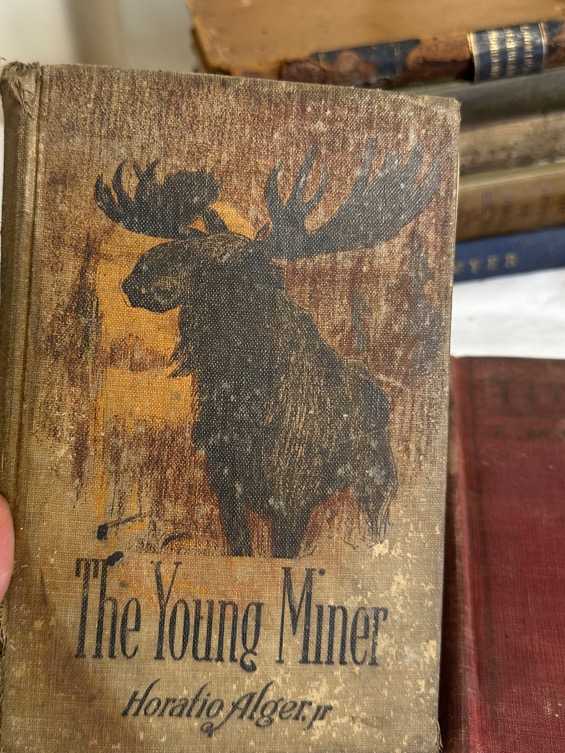 The Young Miner
Horatio Alger. jr